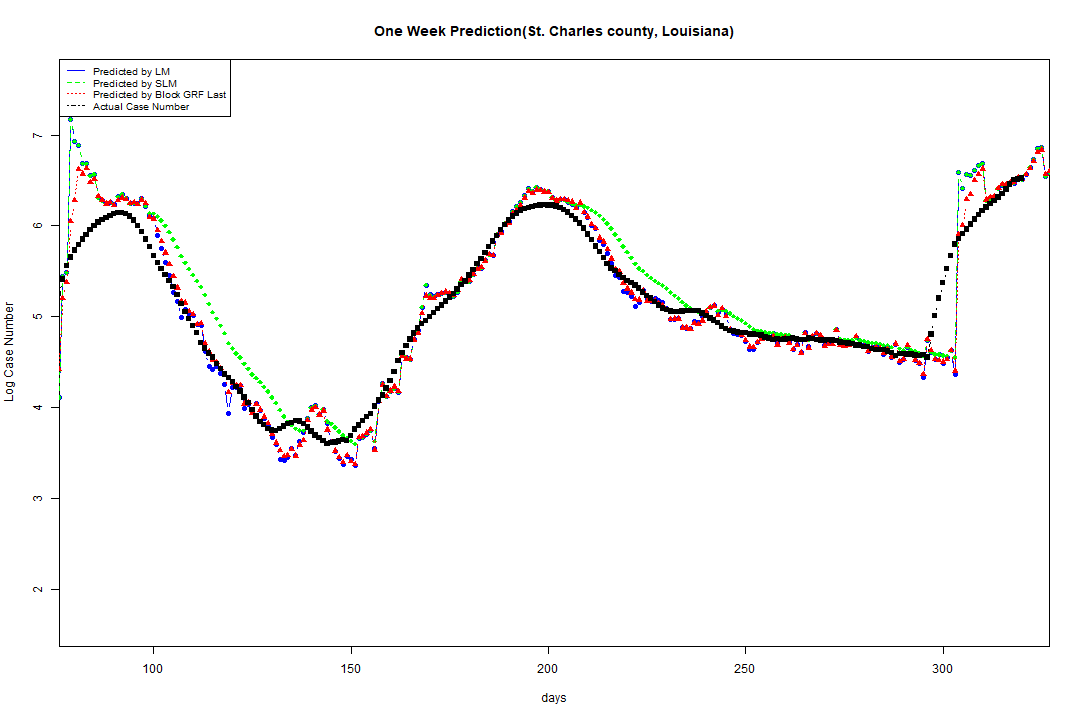 One Week Prediction(St. Charles county, Louisiana)
Predicted by LM
Predicted by SLM
Predicted by Block GRF Last
Actual Case Number
7
6
5
4
3
2
Log Case Number
100 150 200 250 300
days